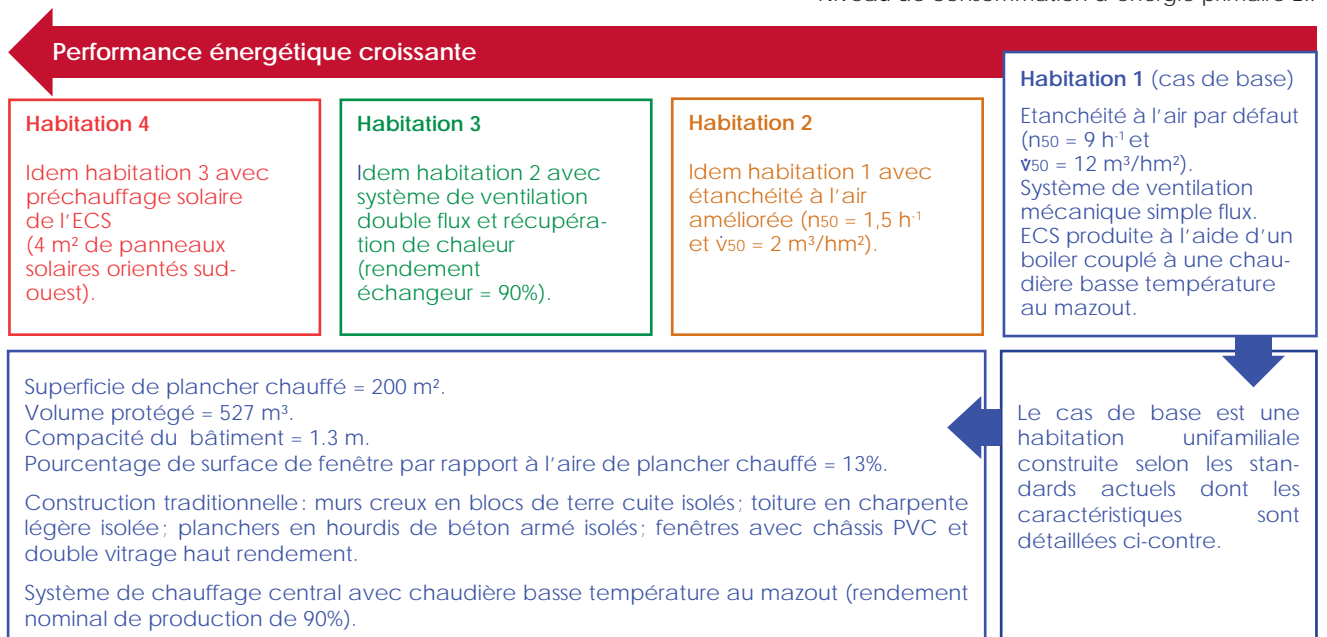 Performance énergétique croissante
Habitation 4
Idem habitation 3 avec
préchauffage solaire
de l'ECS
(4 m² de panneaux
solaires orientés sud-
ouest).
Habitation 3
Idem habitation 2 avec
système de ventilation
double flux et récupéra-
tion de chaleur
(rendement
échangeur = 90%).
Habitation 2
Idem habitation 1 avec
étanchéité à l'air
améliorée (n50 = 1,5 h-1
et v̇50 = 2 m³/hm²).
Habitation 1 (cas de base)
Etanchéité à l'air par défaut
(n50 = 9 h-1 et
v̇50 = 12 m³/hm²).
Système de ventilation
mécanique simple flux.
ECS produite à l'aide d'un
boiler couplé à une chau-
dière basse température
au mazout.
Superficie de plancher chauffé = 200 m².
Volume protégé = 527 m³.
Compacité du bâtiment = 1.3 m.
Pourcentage de surface de fenêtre par rapport à l'aire de plancher chauffé = 13%.
Construction traditionnelle : murs creux en blocs de terre cuite isolés ; toiture en charpente
légère isolée ; planchers en hourdis de béton armé isolés ; fenêtres avec châssis PVC et
double vitrage haut rendement.
Système de chauffage central avec chaudière basse température au mazout (rendement
nominal de production de 90%).
Le cas de base est une
habitation unifamiliale
construite selon les stan-
dards actuels dont les
caractéristiques sont
détaillées ci-contre.